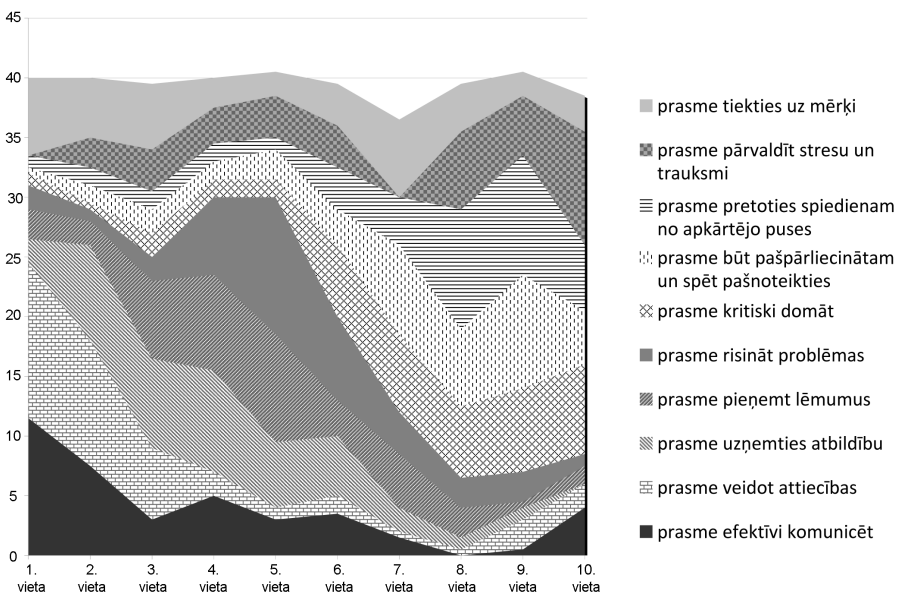 45
40
35
30
25
20
15
10
5
0
1.
vieta
2.
vieta
3.
vieta
4.
vieta
5.
vieta
6.
vieta
7.
vieta
8.
vieta
9.
vieta
10.
vieta
prasme tiekties uz mērķi
prasme pārvaldīt stresu un
trauksmi
prasme pretoties spiedienam
no apkārtējo puses
prasme būt pašpārliecinātam
un spēt pašnoteikties
prasme kritiski domāt
prasme risināt problēmas
prasme pieņemt lēmumus
prasme uzņemties atbildību
prasme veidot attiecības
prasme efektīvi komunicēt